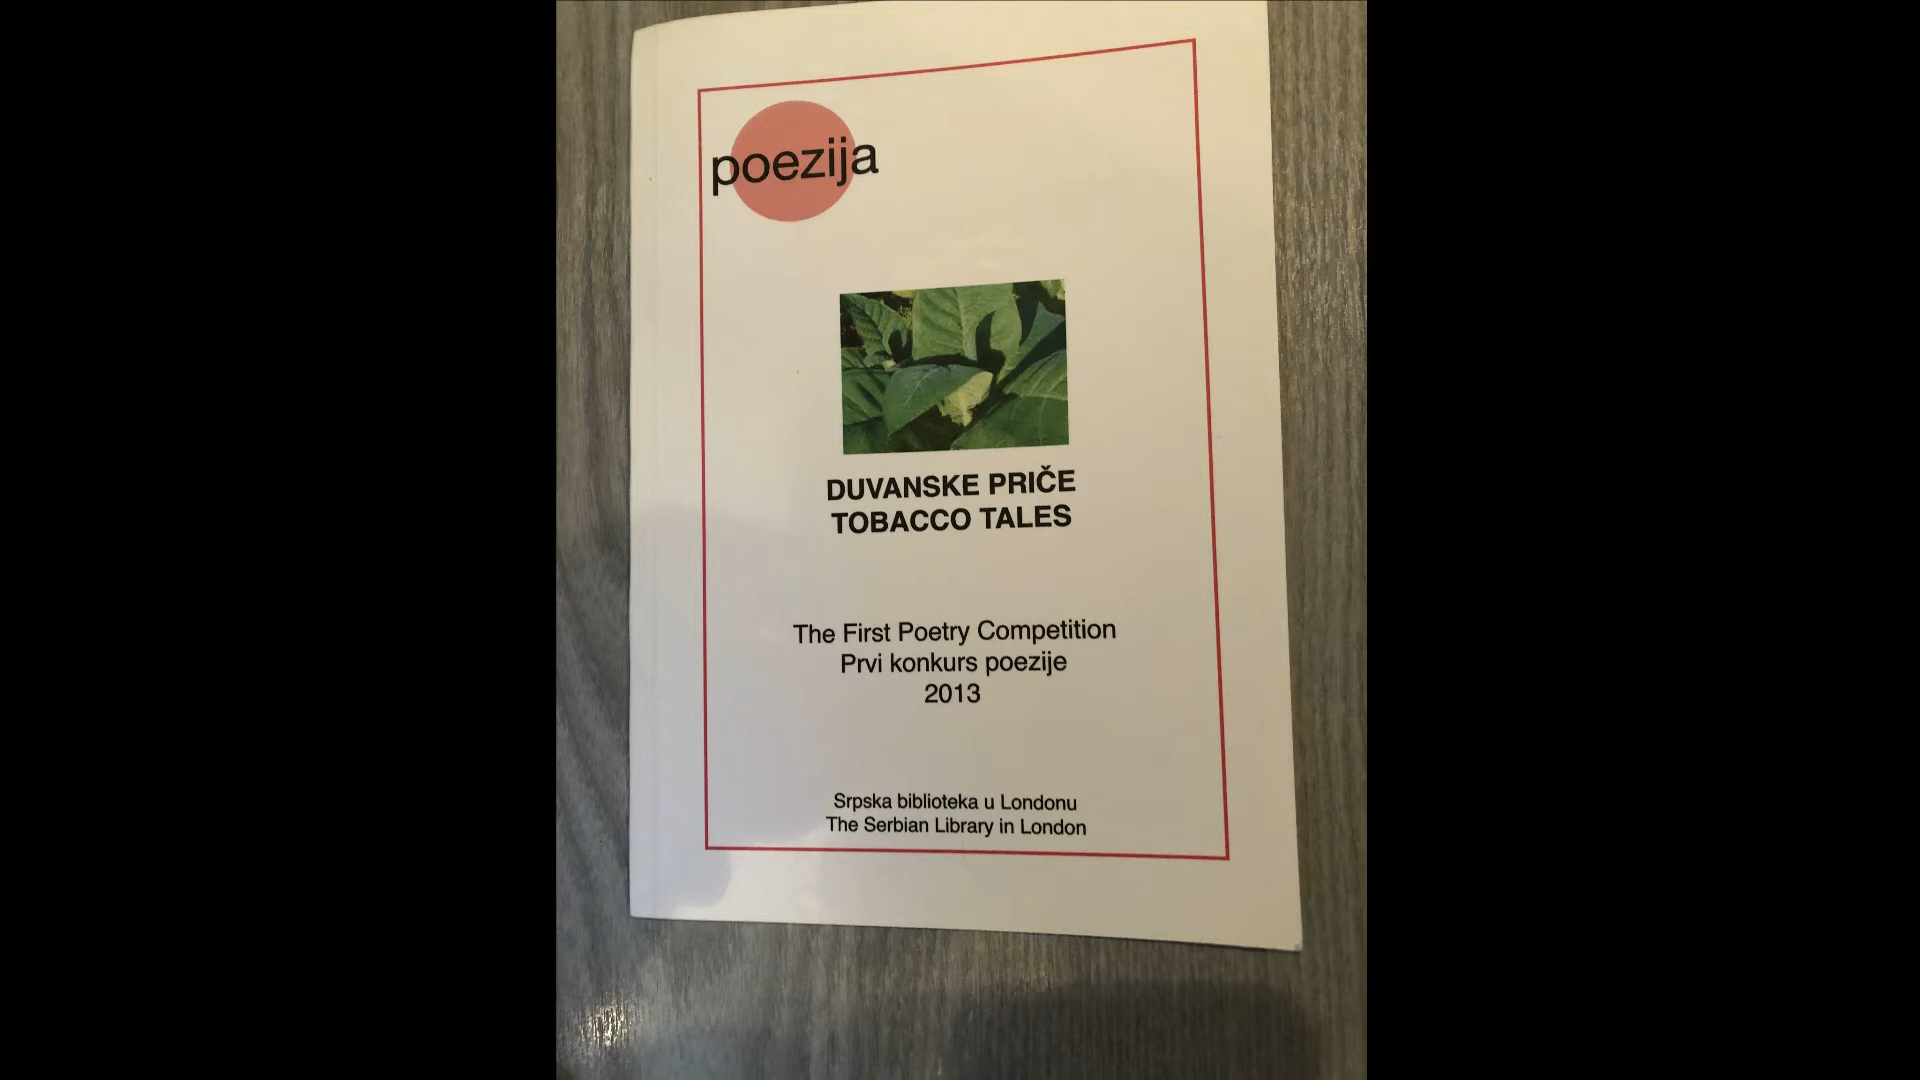 poezija
DUVANSKE PRIČE
TOBACCO TALES
The First Poetry Competition
Prvi konkurs poezije
2013
Srpska biblioteka u Londonu
The Serbian Library in London